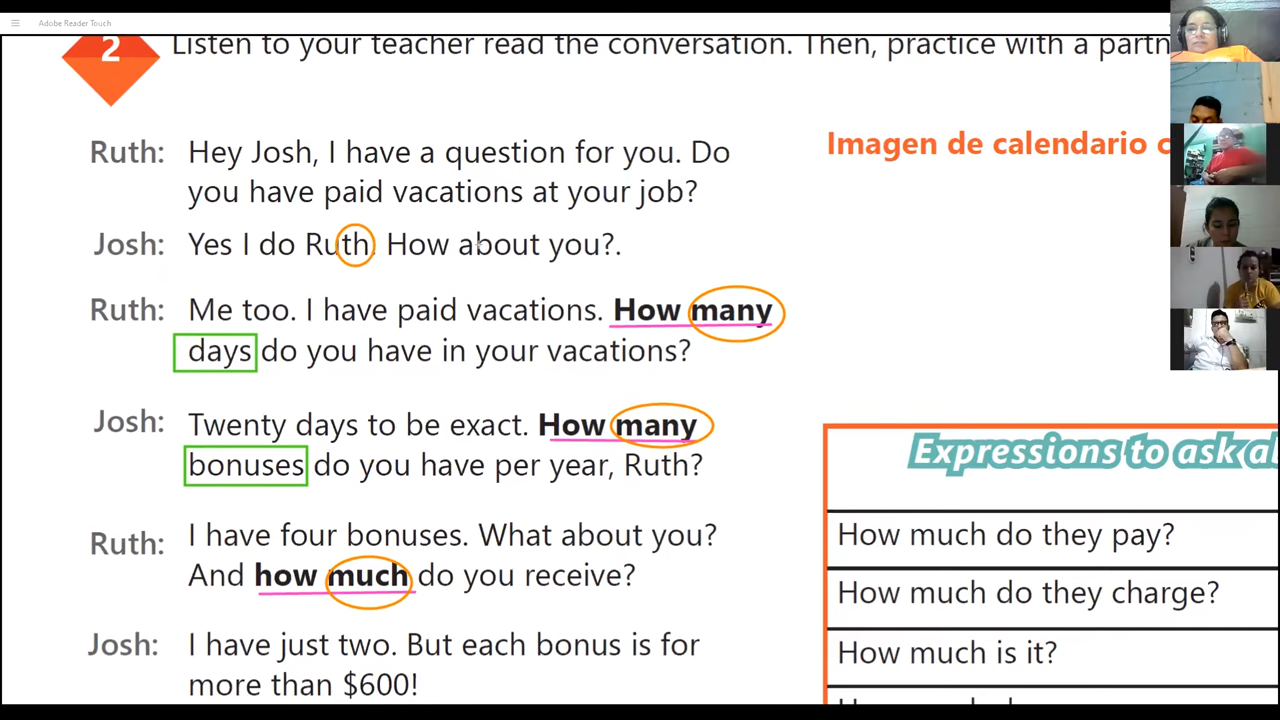 Adobe Reader Touch
2
Listen to your teacher read the conversation. Then, practice with a partn
Ruth: Hey Josh, I have a question for you. Do
you have paid vacations at your job?
Josh: Yes I do Ruth. How about you?.
Ruth: Me too. I have paid vacations. How many
days do you have in your vacations?
Josh: Twenty days to be exact. How many
bonuses do you have per year, Ruth?
Ruth: I have four bonuses. What about you?
And how much do you receive?
Josh: I have just two. But each bonus is for
more than $600!
Imagen de calendario c
Expressions to ask al
How much do they pay?
How much do they charge?
How much is it?